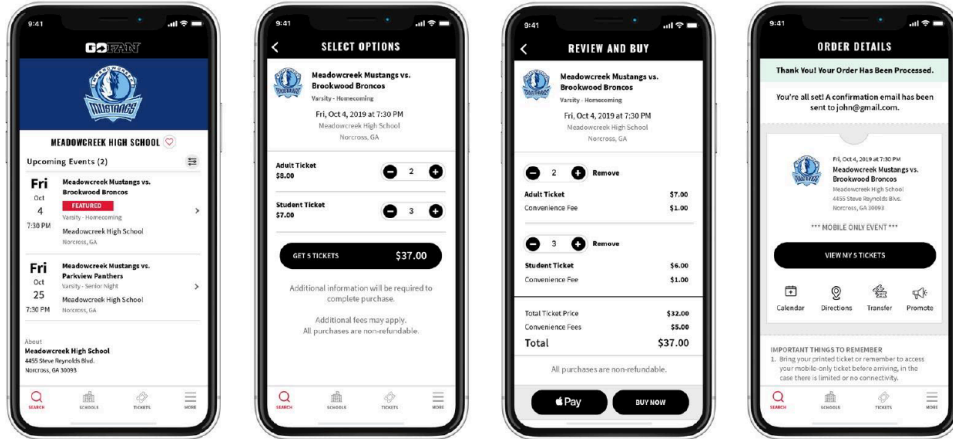 9:41
GOFAN
MEADOWCREEK
MUSTANGS
MEADOWCREEK HIGH SCHOOL
Upcoming Events (2)
Fri
Oct
4
7:30 PM
Meadowcreek Mustangs vs.
Brookwood Broncos
FEATURED
Varsity - Homecoming
Meadowcreek High School
Norcross, GA
Fri
Oct
25
7:30 PM
Meadowcreek Mustangs vs.
Parkview Panthers
Varsity - Senior Night
Meadowcreek High School
Norcross, GA
About
Meadowcreek High School
4455 Steve Reynolds Blvd.
Norcross, GA 30093
SEARCH
SCHOOLS
TICKETS
MORE
9:41
SELECT OPTIONS
Meadowcreek Mustangs vs.
Brookwood Broncos
Varsity - Homecoming
Fri, Oct 4, 2019 at 7:30 PM
Meadowcreek High School
Norcross, GA
Adult Ticket
$8.00
2
Student Ticket
$7.00
3
GET 5 TICKETS $37.00
Additional information will be required to
complete purchase.
Additional fees may apply.
All purchases are non-refundable.
SEARCH
SCHOOLS
TICKETS
MORE
9:41
REVIEW AND BUY
Meadowcreek Mustangs vs.
Brookwood Broncos
Varsity - Homecoming
Fri, Oct 4, 2019 at 7:30 PM
Meadowcreek High School
Norcross, GA
2 Remove
Adult Ticket $7.00
Convenience Fee $1.00
3 Remove
Student Ticket $6.00
Convenience Fee $1.00
Total Ticket Price $32.00
Convenience Fees $5.00
Total $37.00
All purchases are non-refundable.
Pay
BUY NOW
9:41
ORDER DETAILS
Thank You! Your Order Has Been Processed.
You're all set! A confirmation email has been
sent to john@gmail.com.
Fri, Oct 4, 2019 at 7:30 PM
Meadowcreek Mustangs vs.
Brookwood Broncos
Meadowcreek High School
4455 Steve Reynolds Blvd.
Norcross, GA 30093
*** MOBILE ONLY EVENT ***
VIEW MY 5 TICKETS
Calendar
Directions
Transfer
Promote
IMPORTANT THINGS TO REMEMBER
1. Bring your printed ticket or remember to access
your mobile-only ticket before arriving, in the
case there is limited or no connectivity.
SEARCH
SCHOOLS
TICKETS
MORE